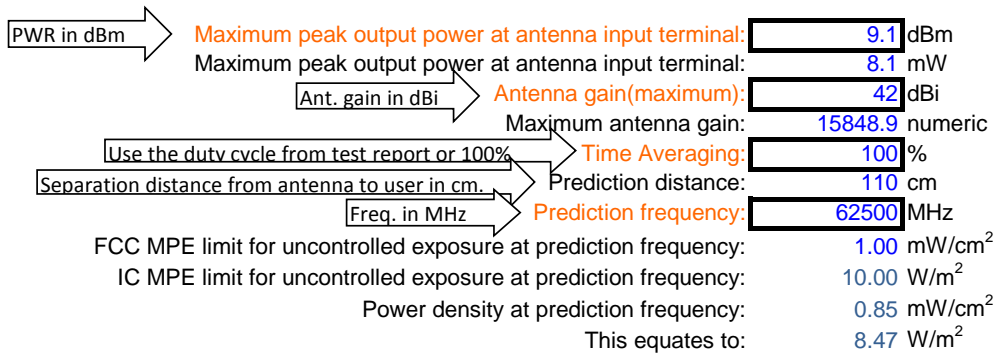 PWR in dBm Maximum peak output power at antenna input terminal: 9.1 dBm
Maximum peak output power at antenna input terminal: 8.1 mW
Ant. gain in dBi Antenna gain(maximum): 42 dBi
Maximum antenna gain: 15848.9 numeric
Use the duty cycle from test report or 100% Time Averaging: 100 %
Separation distance from antenna to user in cm. Prediction distance: 110 cm
Freq. in MHz Prediction frequency: 62500 MHz
FCC MPE limit for uncontrolled exposure at prediction frequency: 1.00 mW/cm²
IC MPE limit for uncontrolled exposure at prediction frequency: 10.00 W/m²
Power density at prediction frequency: 0.85 mW/cm²
This equates to: 8.47 W/m²